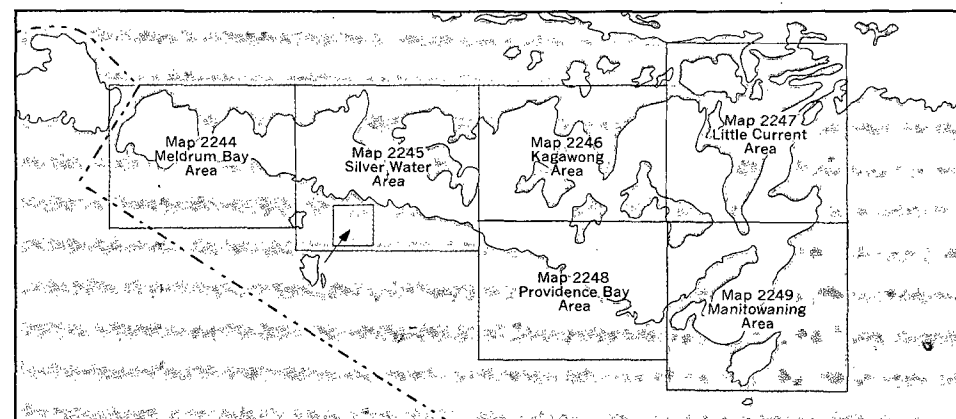 Map 2244
Meldrum Bay
Area
Map 2245
Silver Water
Area
Map 2246
Kagawong
Area
Map 2247
Little Current
Area
Map 2248
Providence Bay
Area
Map 2249
Manitowaning
Area